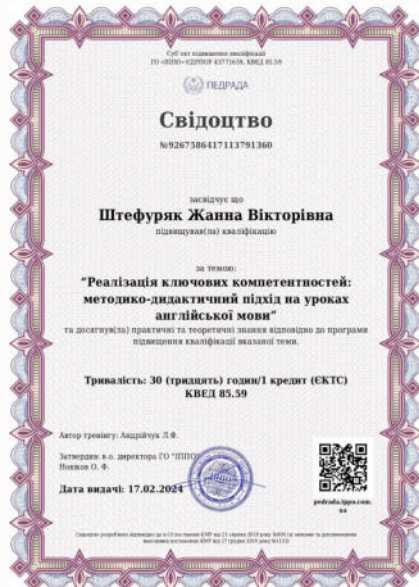 Суб'єкт підвищення кваліфікації
ГО «ІППО» ЄДРПОУ 43771659, КВЕД 85.59
ПЕДРАДА
Свідоцтво
№9267586417113791360
засвідчує що
Штефуряк Жанна Вікторівна
підвищував(ла) кваліфікацію
за темою:
“Реалізація ключових компетентностей:
методико-дидактичний підхід на уроках
англійської мови”
та досягнув(ла) практичні та теоретичні знання відповідно до програми
підвищення кваліфікації вказаної теми.
Тривалість: 30 (тридцять) годин/1 кредит (ЄКТС)
КВЕД 85.59
Автор тренінгу: Андрійчук Л.Ф.
Затвердив: в.о. директора ГО "ІППО"
Новіков О. Ф.
Дата видачі: 17.02.2024
pedrada.ippo.com.
ua